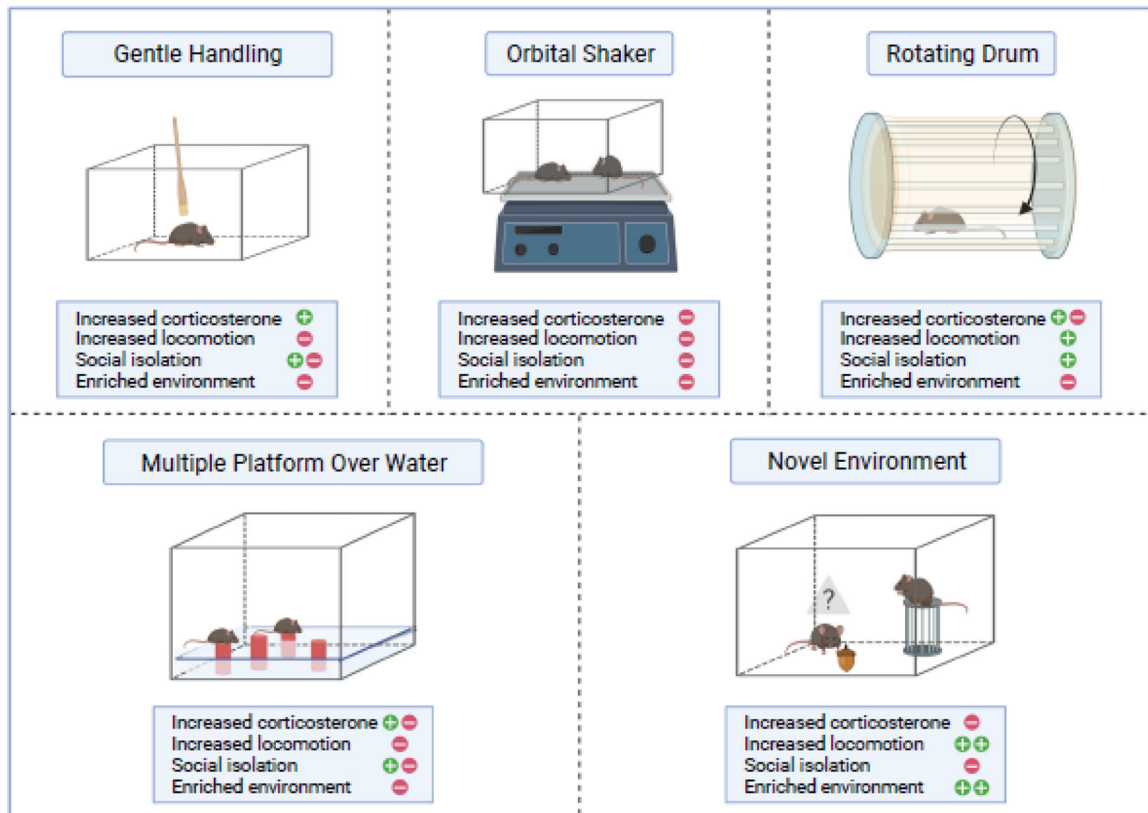 Gentle Handling
Increased corticosterone +
Increased locomotion −
Social isolation + −
Enriched environment −
Orbital Shaker
Increased corticosterone −
Increased locomotion −
Social isolation −
Enriched environment −
Rotating Drum
Increased corticosterone + −
Increased locomotion +
Social isolation +
Enriched environment −
Multiple Platform Over Water
Increased corticosterone + −
Increased locomotion −
Social isolation + −
Enriched environment −
Novel Environment
?
Increased corticosterone −
Increased locomotion + +
Social isolation −
Enriched environment + +